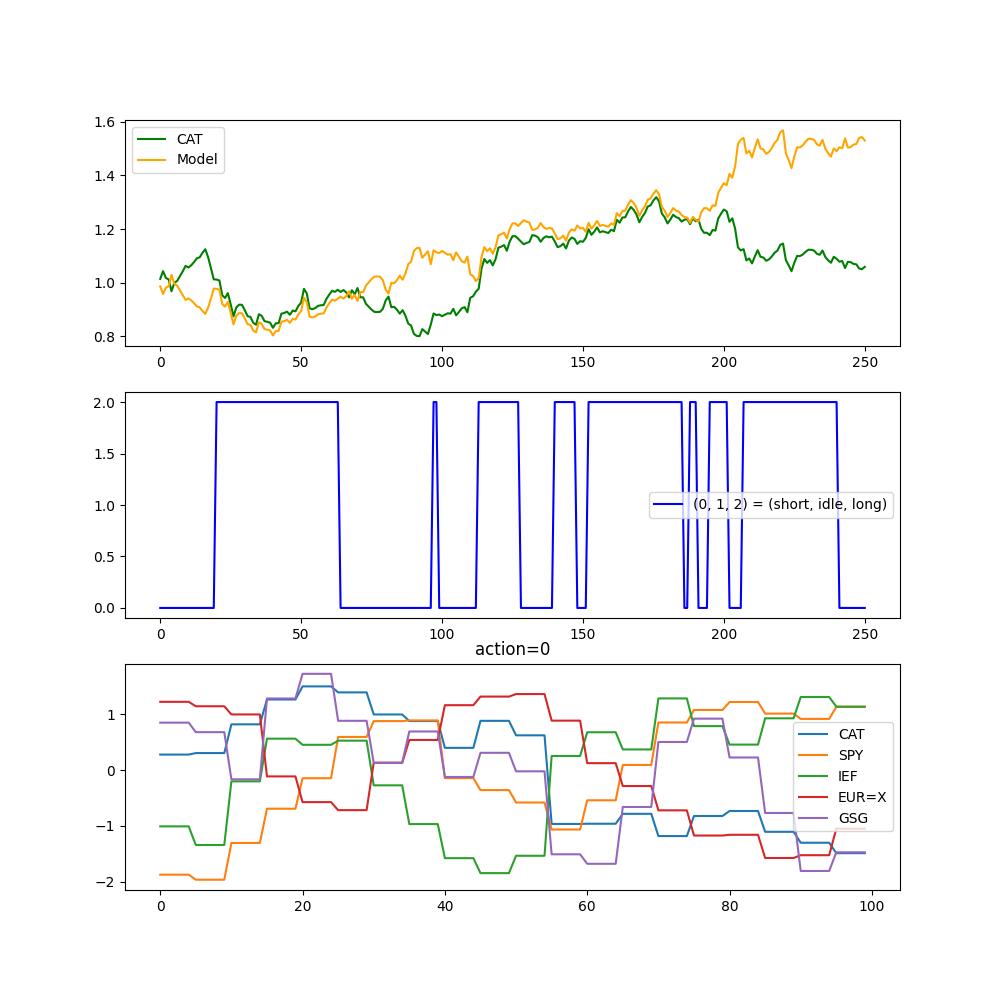 1.6
1.4
1.2
1.0
0.8
CAT
Model
0 50 100 150 200 250
2.0
1.5
1.0
0.5
0.0
(0, 1, 2) = (short, idle, long)
0 50 100 150 200 250
action=0
1
0
−1
−2
CAT
SPY
IEF
EUR=X
GSG
0 20 40 60 80 100